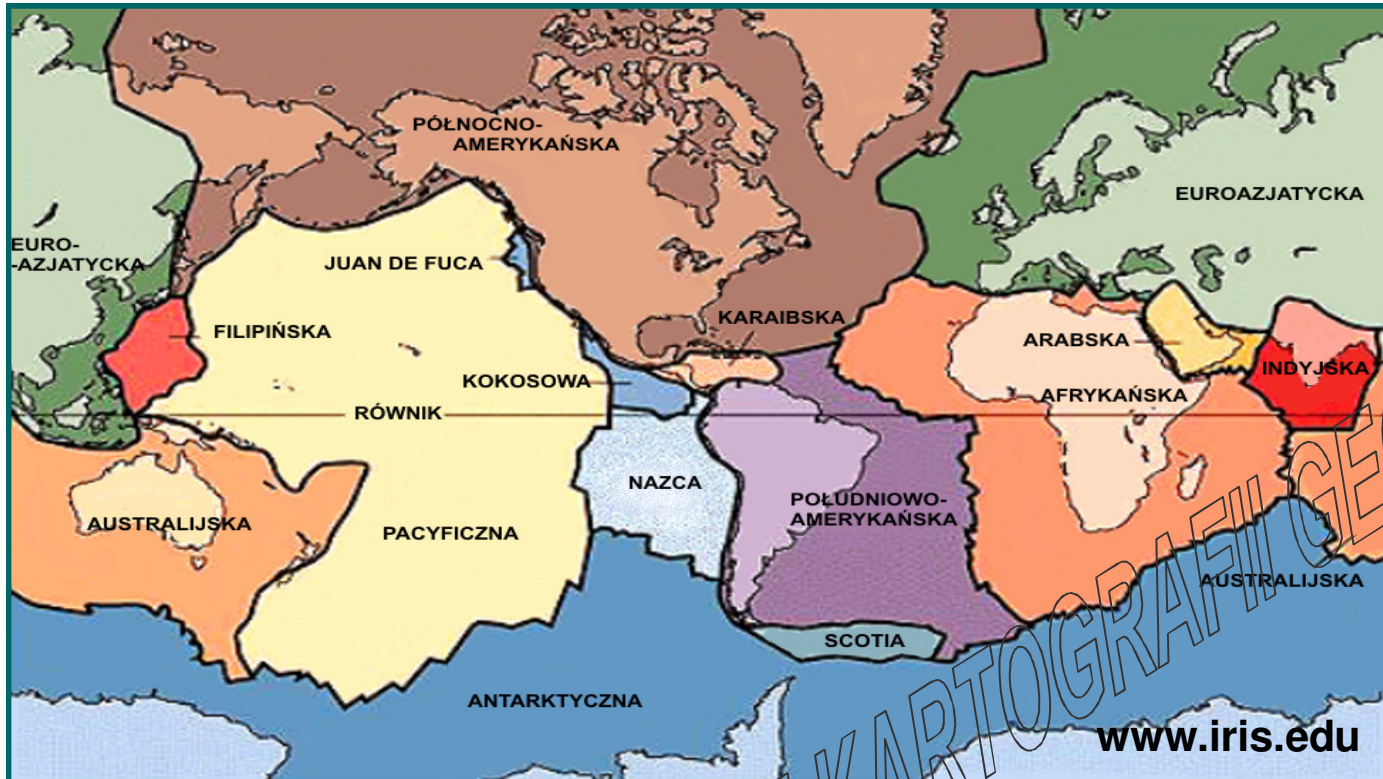 PÓŁNOCNO-
AMERYKAŃSKA
EUROAZJATYCKA
EURO-
-AZJATYCKA
JUAN DE FUCA
FILIPIŃSKA
KARAIBSKA
ARABSKA
INDYJSKA
KOKOSOWA
AFRYKAŃSKA
RÓWNIK
NAZCA
POŁUDNIOWO-
AMERYKAŃSKA
AUSTRALIJSKA
PACYFICZNA
AUSTRALIJSKA
SCOTIA
ANTARKTYCZNA
KARTOGRAFII
www.iris.edu